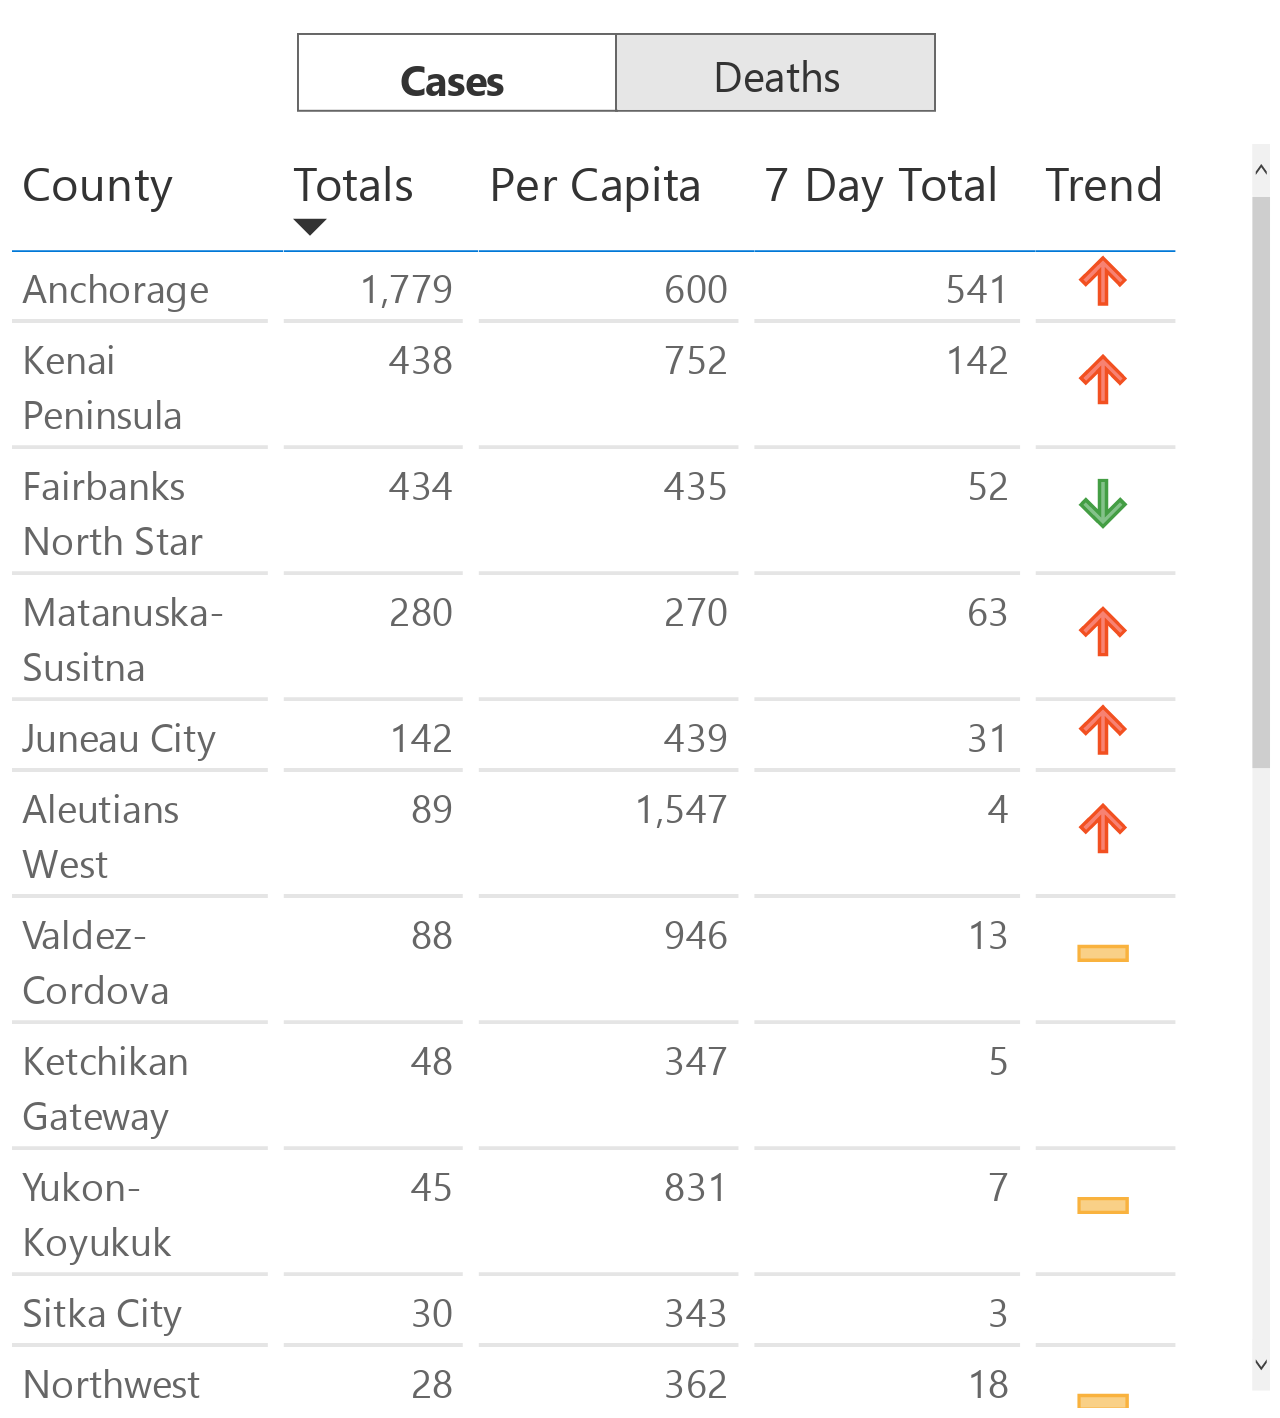 Cases Deaths
County Totals Per Capita 7 Day Total Trend
Anchorage 1,779 600 541
Kenai 438 752 142
Peninsula
Fairbanks 434 435 52
North Star
Matanuska- 280 270 63
Susitna
Juneau City 142 439 31
Aleutians 89 1,547 4
West
Valdez- 88 946 13
Cordova
Ketchikan 48 347 5
Gateway
Yukon- 45 831 7
Koyukuk
Sitka City 30 343 3
Northwest 28 362 18